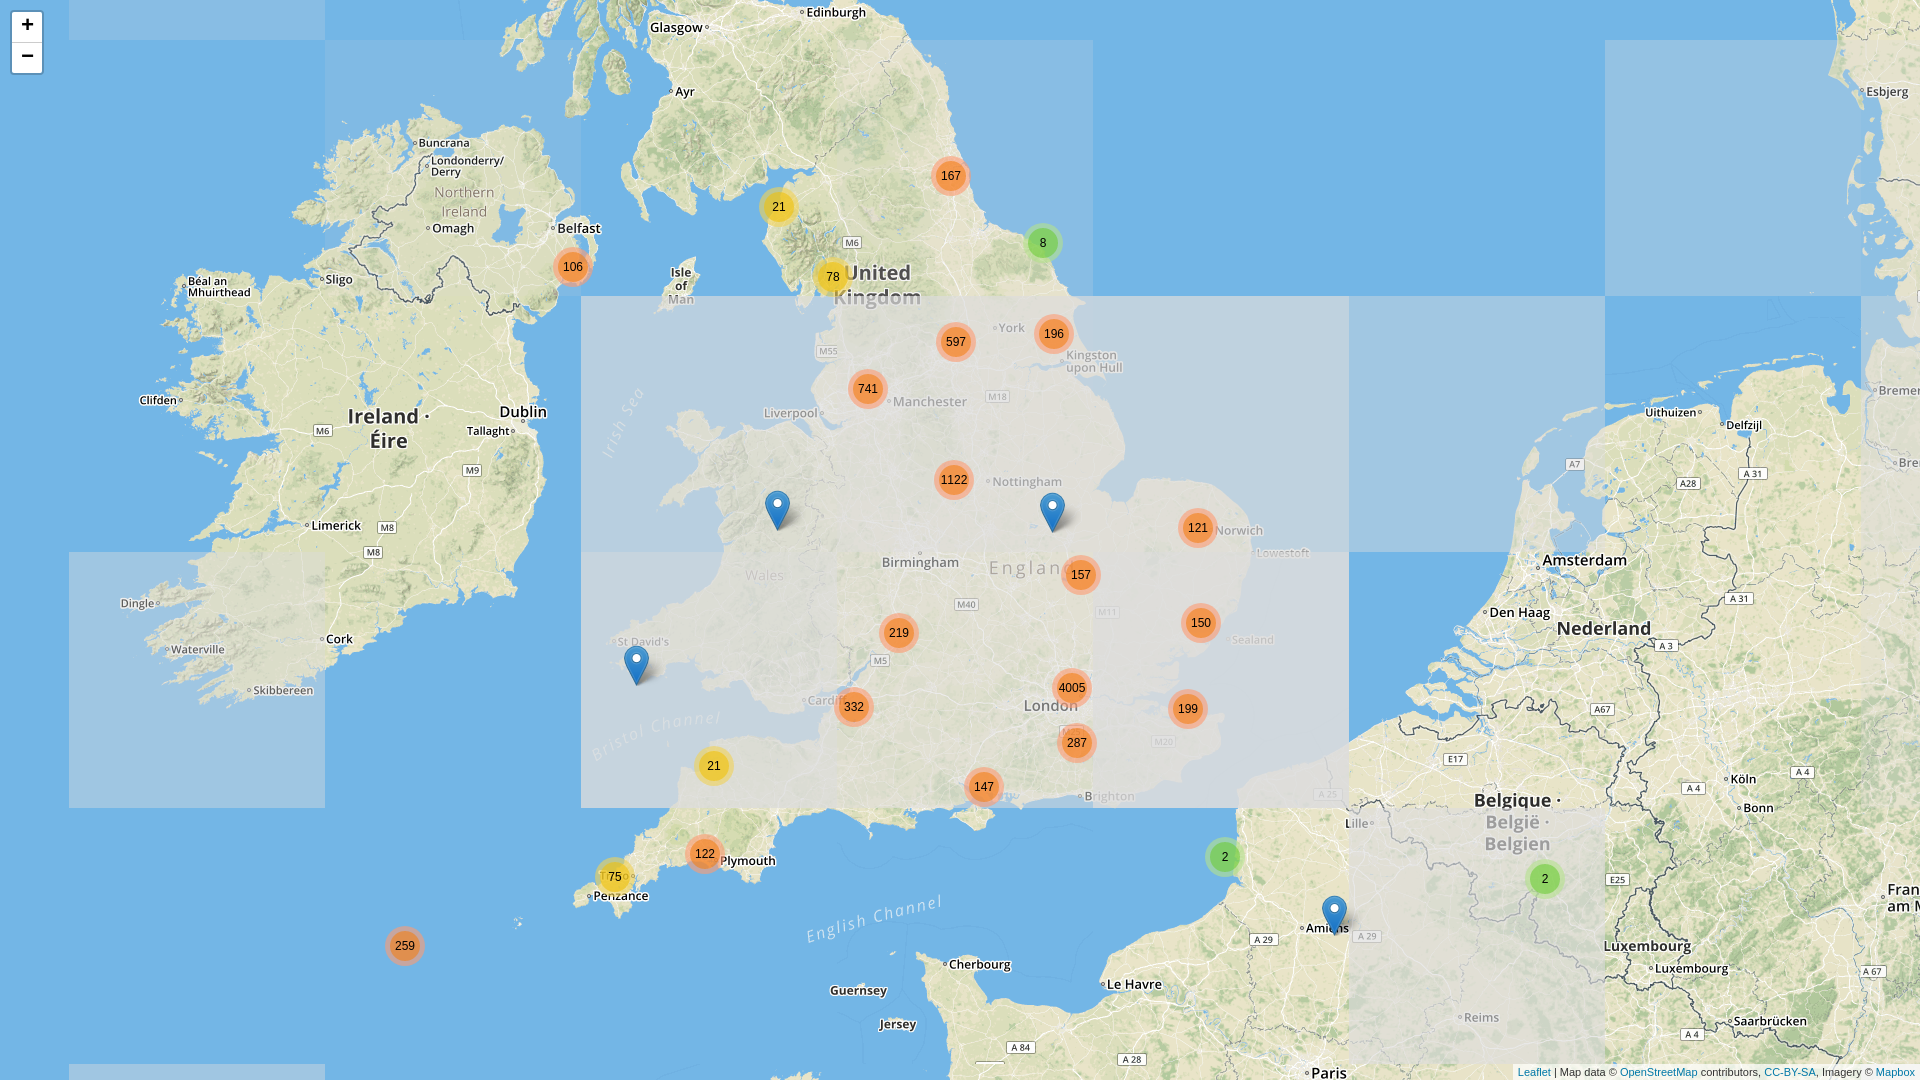 +
−
Glasgow
Edinburgh
Ayr
Esbjerg
Buncrana
Londonderry/
Derry
Northern
Ireland
Omagh
Belfast
167
21
M6
8
106
78
United
Kingdom
Isle
of
Man
Sligo
Béal an
Mhuirthead
York
196
597
M55
Kingston
upon Hull
741
Manchester
M18
Liverpool
Irish Sea
Clifden
Ireland ·
Éire
Dublin
Tallaght
M6
M9
Uithuizen
Delfzijl
A7
A 31
A28
1122
Nottingham
Limerick
M8
M8
121
Norwich
Lowestoft
Birmingham
Wales
Englan
157
M40
M11
Amsterdam
A 31
Den Haag
Nederland
A 3
Dingle
Cork
Waterville
Skibbereen
St David's
219
150
Sealand
M5
4005
London
199
Cardif
332
Bristol Channel
287
M20
A67
E17
21
147
Brighton
A 25
Köln
A 4
A 4
Bonn
Belgique ·
België ·
Belgien
Lille
122
Plymouth
75
Penzance
2
2
E25
English Channel
259
Amiens
A 29
A 29
Luxembourg
Luxembourg
A 67
Cherbourg
Le Havre
Guernsey
Jersey
Reims
Saarbrücken
A 84
A 28
A 4
Paris
Leaflet | Map data © OpenStreetMap contributors, CC-BY-SA, Imagery © Mapbox